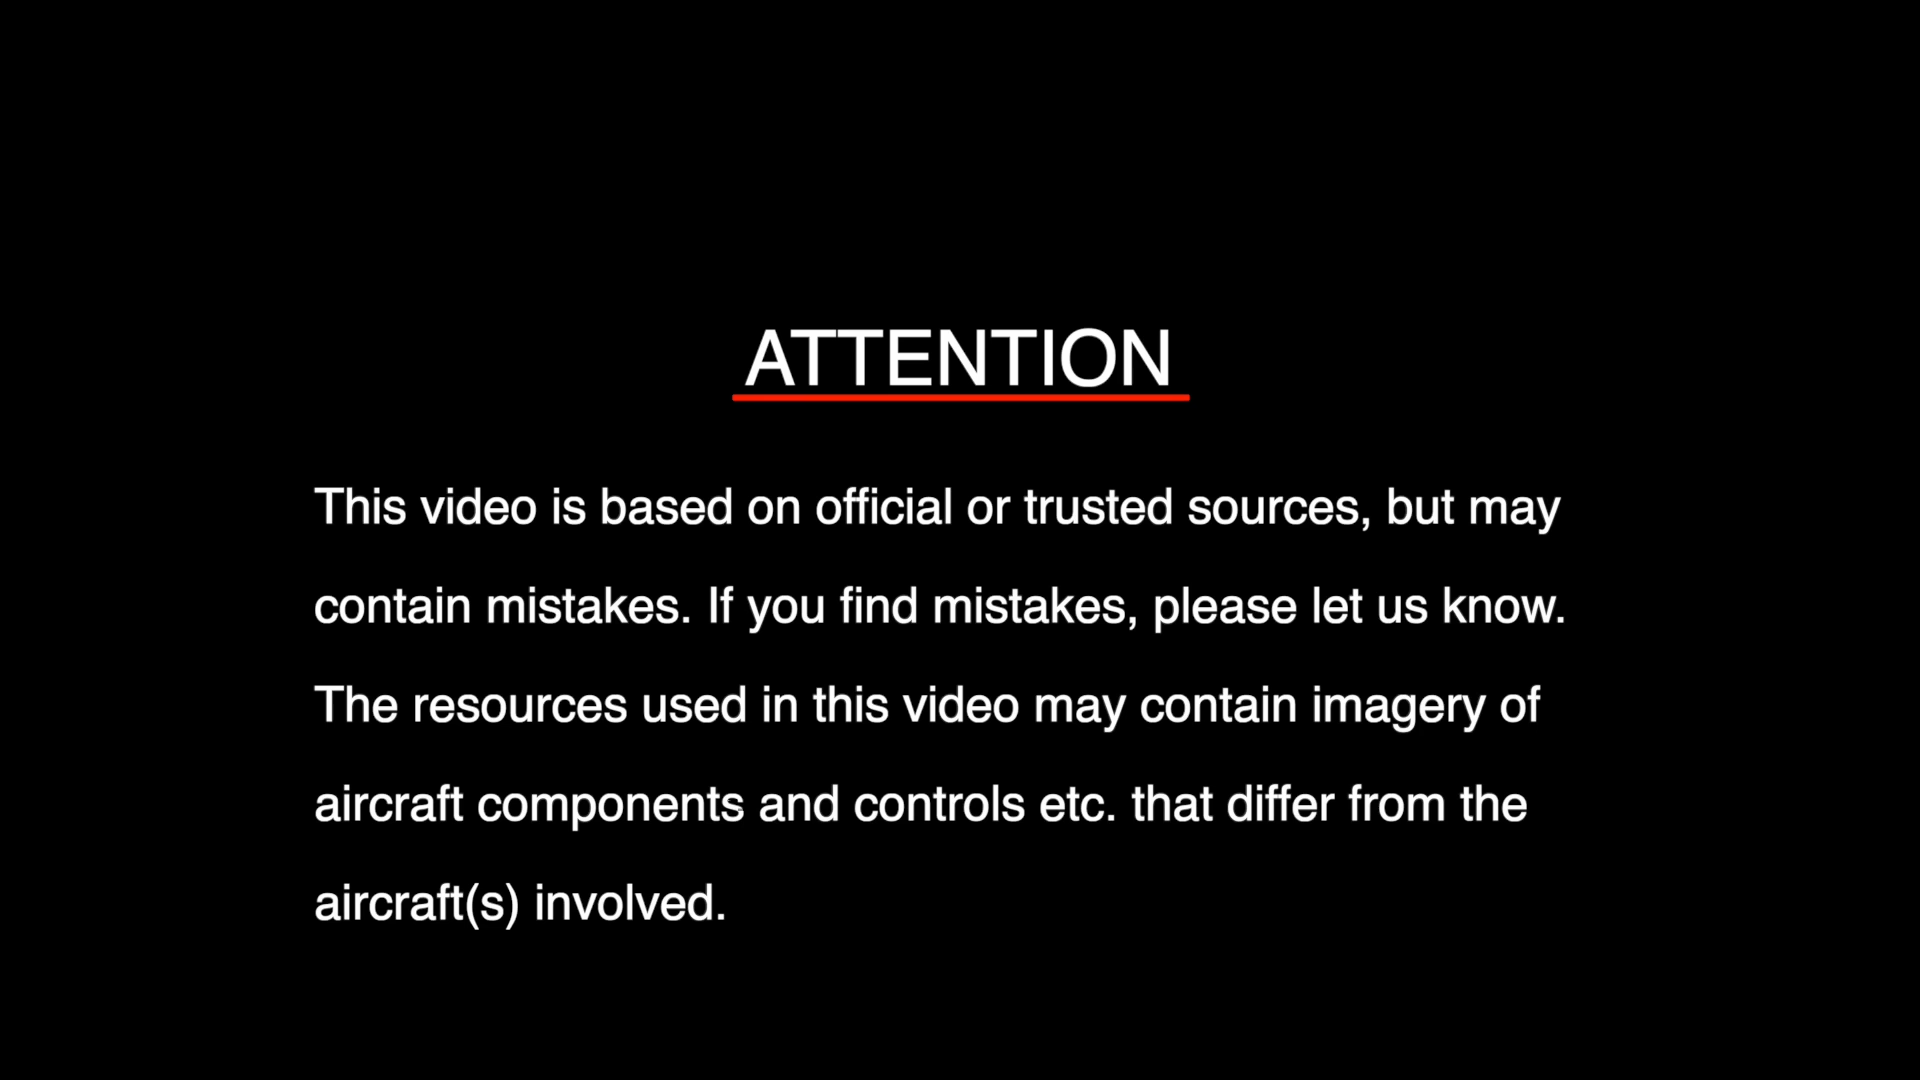 ATTENTION
This video is based on official or trusted sources, but may
contain mistakes. If you find mistakes, please let us know.
The resources used in this video may contain imagery of
aircraft components and controls etc. that differ from the
aircraft(s) involved.